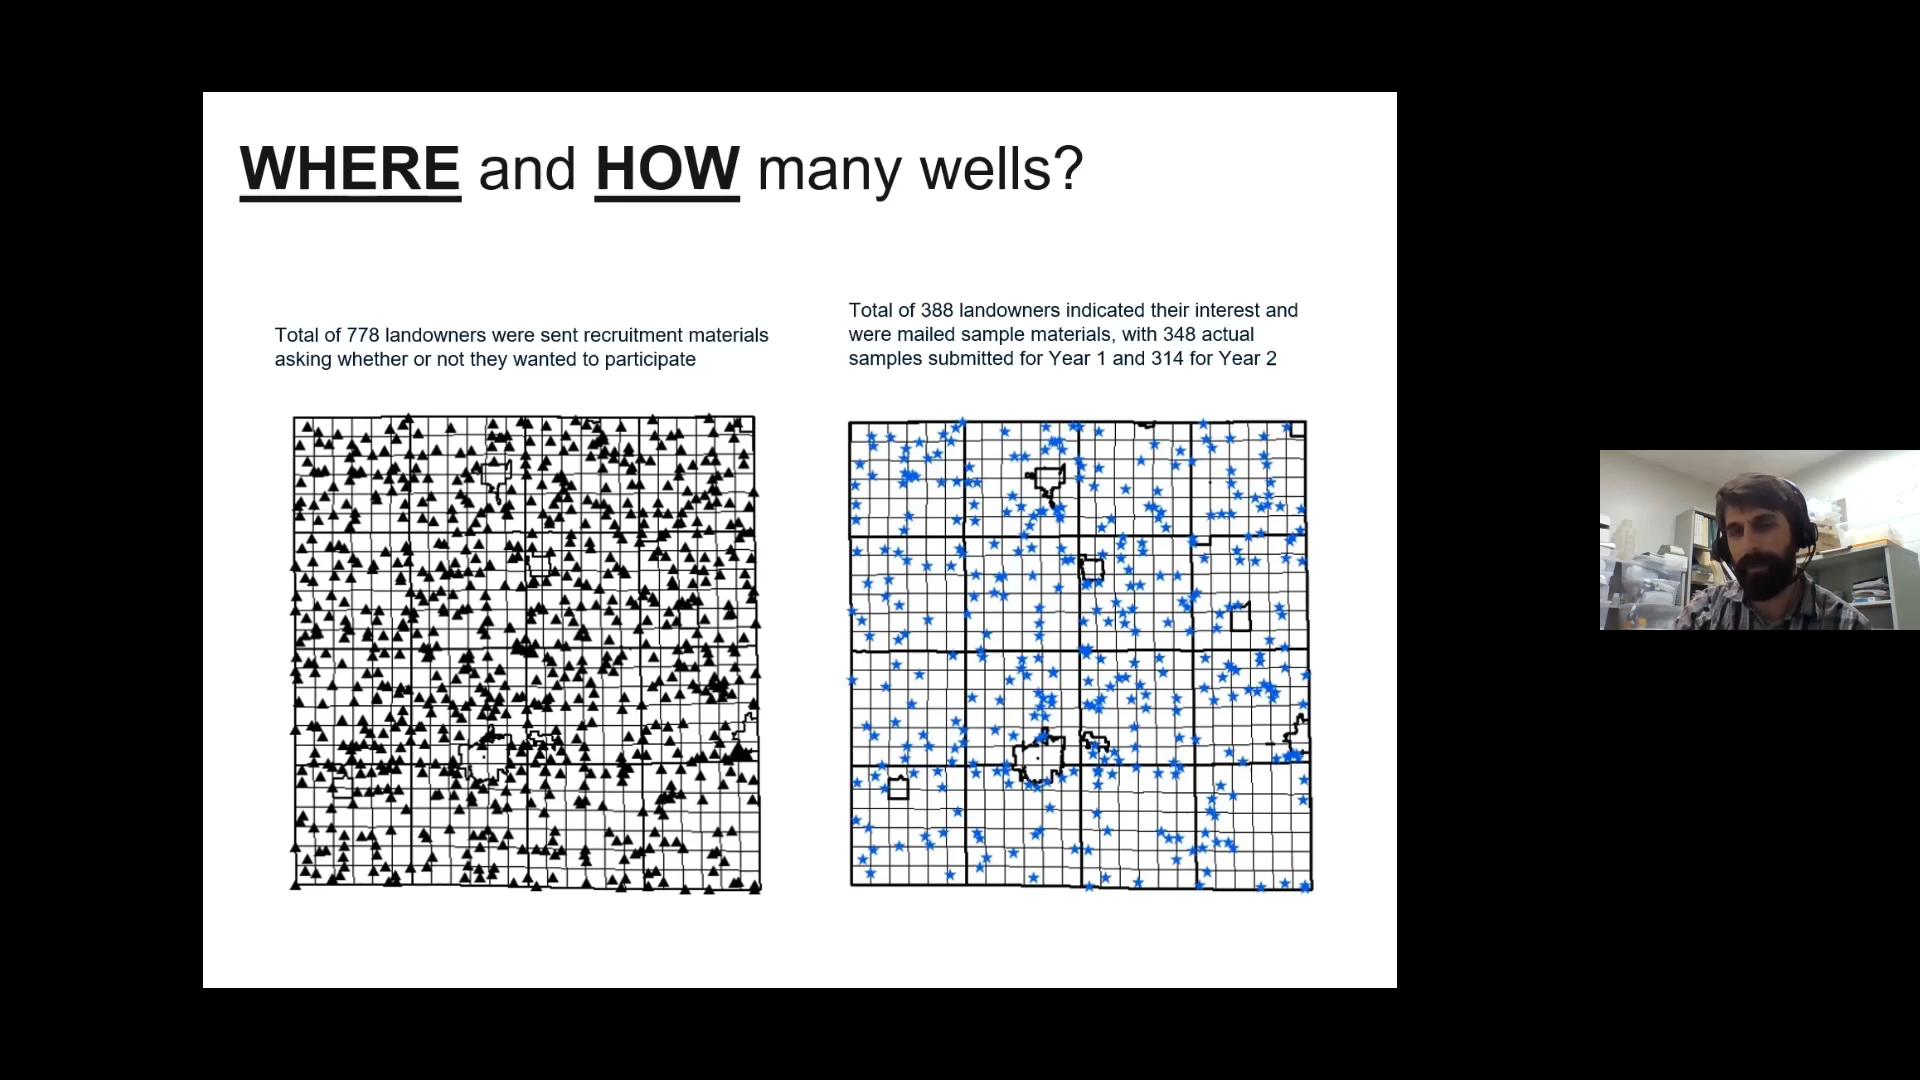 WHERE and HOW many wells?
Total of 778 landowners were sent recruitment materials
asking whether or not they wanted to participate
Total of 388 landowners indicated their interest and
were mailed sample materials, with 348 actual
samples submitted for Year 1 and 314 for Year 2